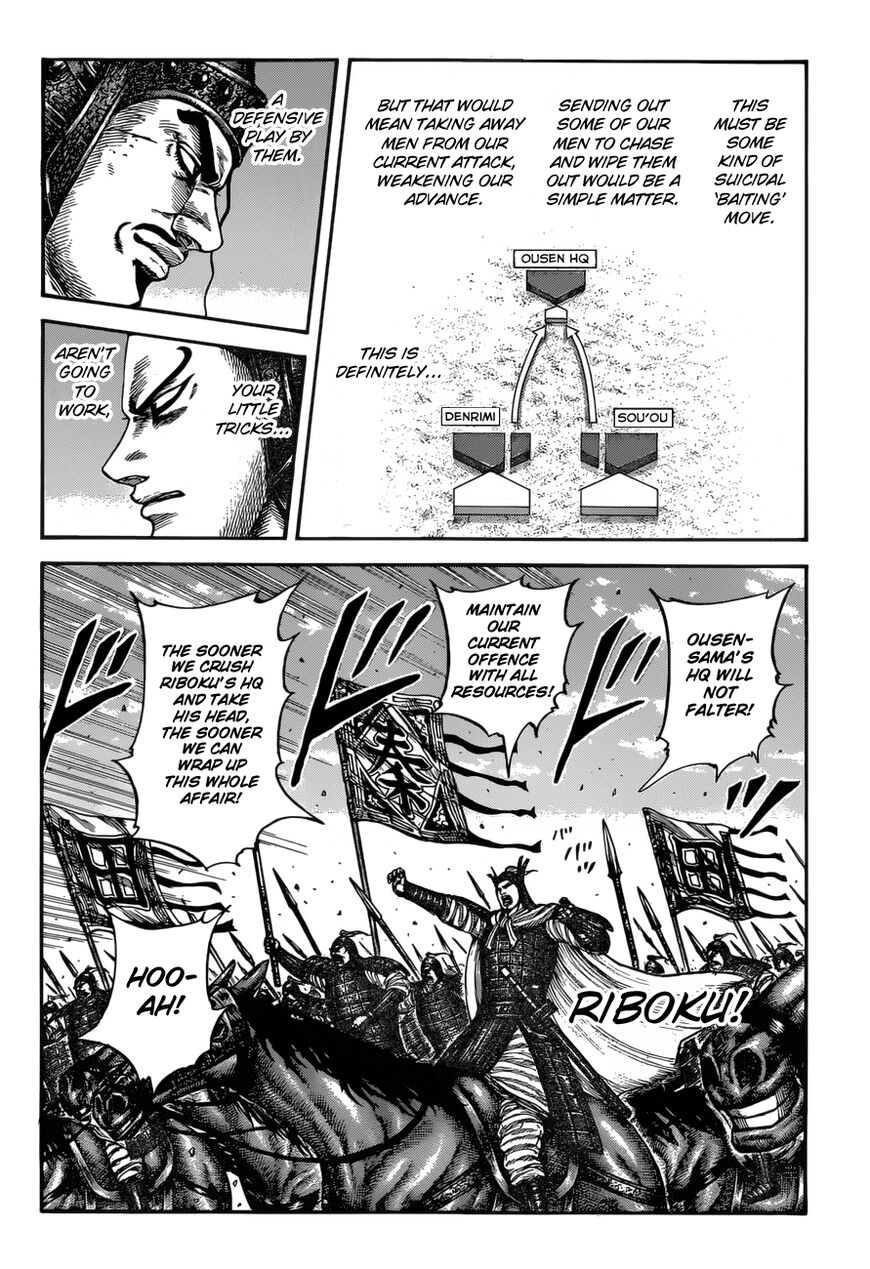 THIS
MUST BE
SOME
KIND OF
SUICIDAL
‘BAITING’
MOVE.
SENDING OUT
SOME OF OUR
MEN TO CHASE
AND WIPE THEM
OUT WOULD BE A
SIMPLE MATTER.
BUT THAT WOULD
MEAN TAKING AWAY
MEN FROM OUR
CURRENT ATTACK,
WEAKENING OUR
ADVANCE.
OUSEN HQ
THIS IS
DEFINITELY...
DENRIMI
SOU'OU
A
DEFENSIVE
PLAY BY
THEM.
YOUR
LITTLE
TRICKS...
AREN'T
GOING
TO
WORK,
OUSEN-
SAMA'S
HQ WILL
NOT
FALTER!
MAINTAIN
OUR
CURRENT
OFFENCE
WITH ALL
RESOURCES!
THE SOONER
WE CRUSH
RIBOKU'S HQ
AND TAKE
HIS HEAD,
THE SOONER
WE CAN
WRAP UP
THIS WHOLE
AFFAIR!
ドドド
バッ
秦
田
田
RIBOKU!
HOO-
AH!